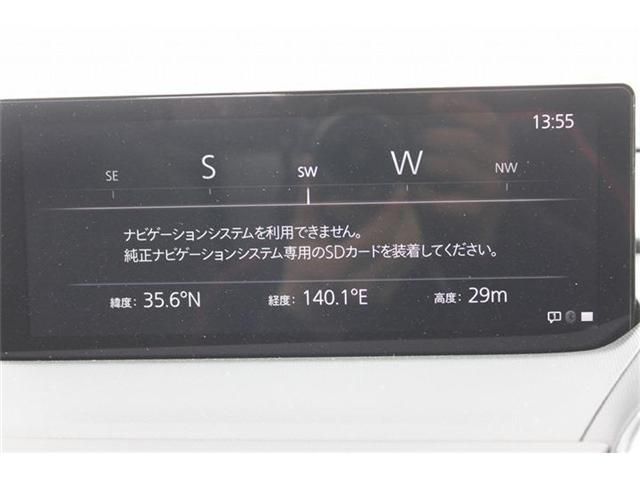 13:55
SE S SW W NW
ナビゲーションシステムを利用できません。
純正ナビゲーションシステム専用のSDカードを装着してください。
緯度: 35.6°N 経度: 140.1°E 高度: 29m